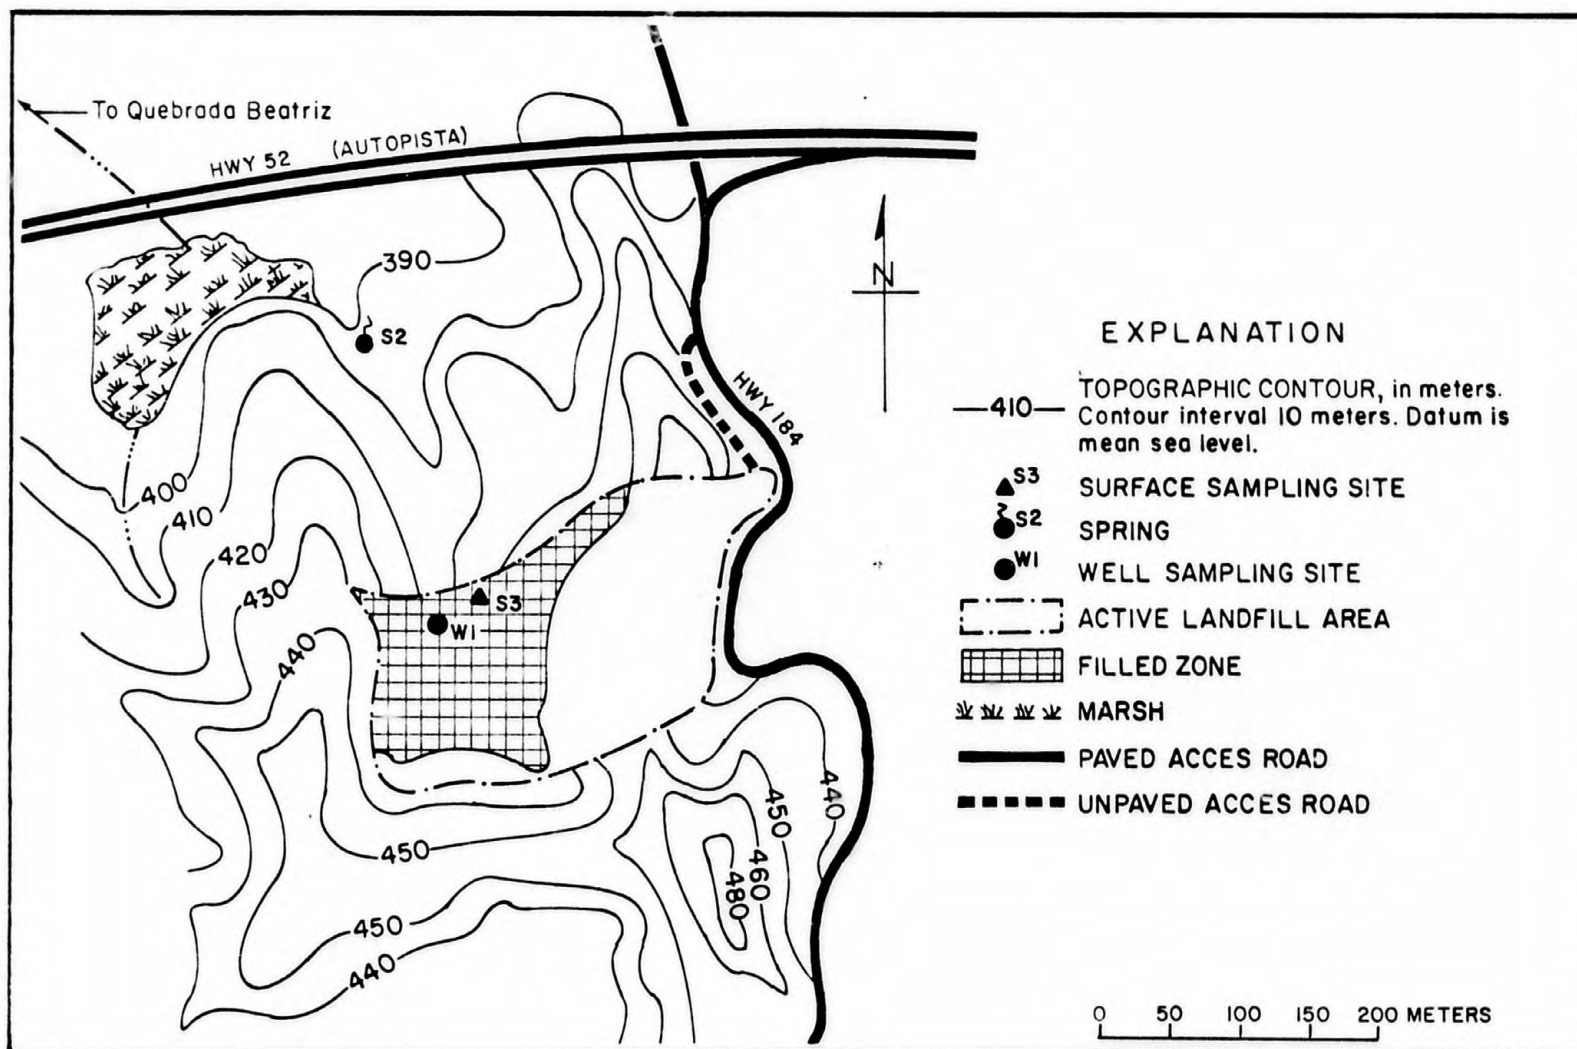 To Quebrada Beatriz
HWY 52 (AUTOPISTA)
390
S2
N
HWY 184
400
410
420
430
440
S3
W1
450
450
440
450
460
480
440
EXPLANATION
410 TOPOGRAPHIC CONTOUR, in meters.
Contour interval 10 meters. Datum is
mean sea level.
S3 SURFACE SAMPLING SITE
S2 SPRING
W1 WELL SAMPLING SITE
ACTIVE LANDFILL AREA
FILLED ZONE
MARSH
PAVED ACCES ROAD
UNPAVED ACCES ROAD
0 50 100 150 200 METERS